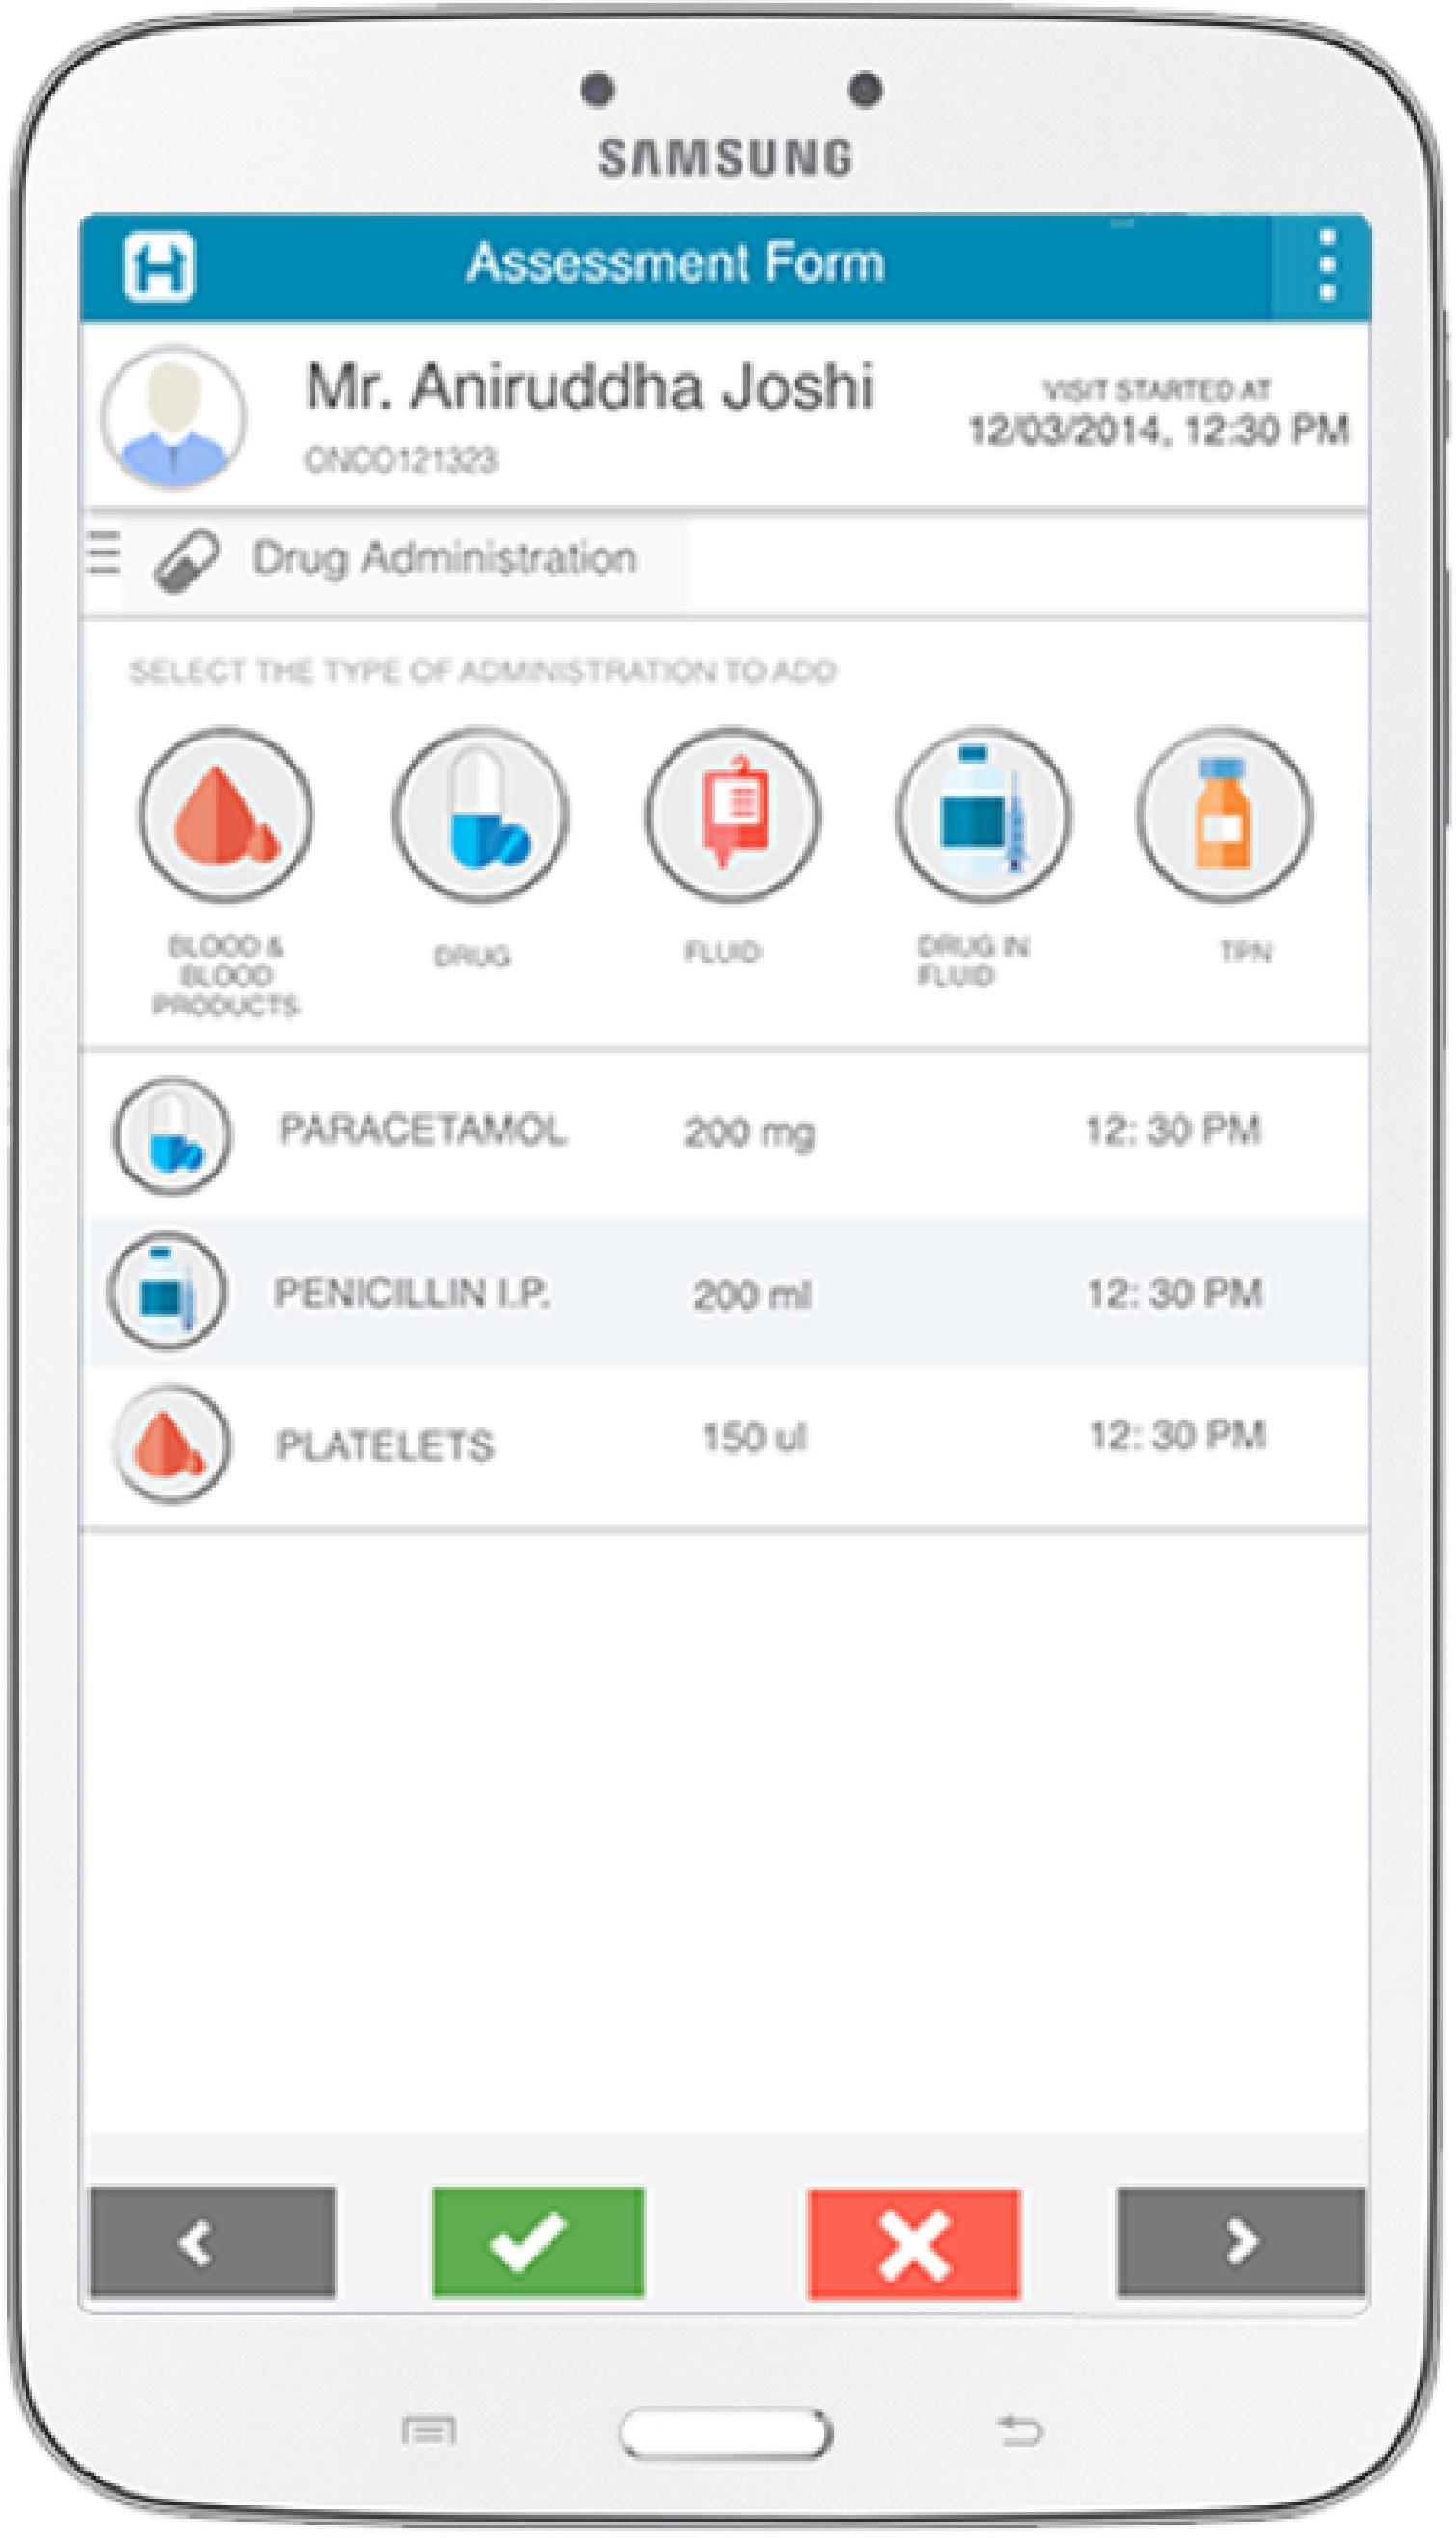 SAMSUNG
Assessment Form
Mr. Aniruddha Joshi
ONCO121323
VISIT STARTED AT
12/03/2014, 12:30 PM
Drug Administration
SELECT THE TYPE OF ADMINISTRATION TO ADD
BLOOD &
BLOOD
PRODUCTS
DRUG
FLUID
DRUG IN
FLUID
TPN
PARACETAMOL 200 mg 12: 30 PM
PENICILLIN I.P. 200 ml 12: 30 PM
PLATELETS 150 ul 12: 30 PM